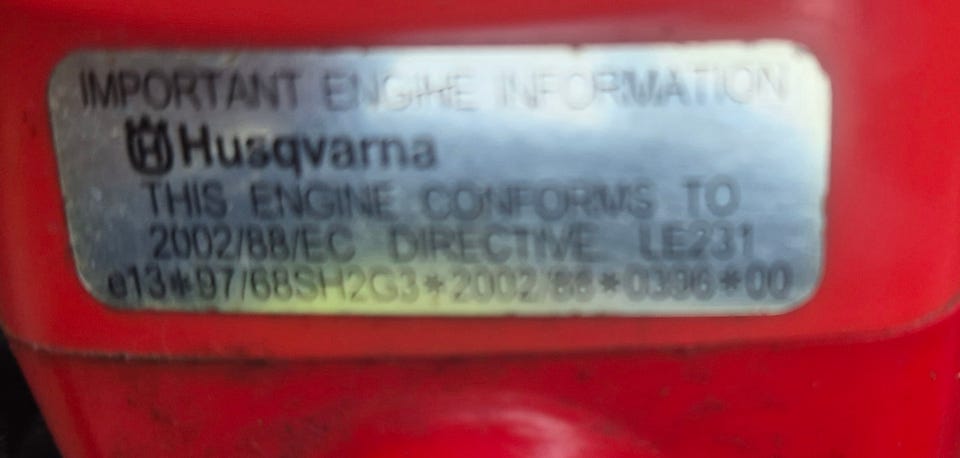 IMPORTANT ENGINE INFORMATION
Husqvarna
THIS ENGINE CONFORMS TO
2002/88/EC DIRECTIVE LE231
e13*97/68SH2G3*2002/88*0396*00